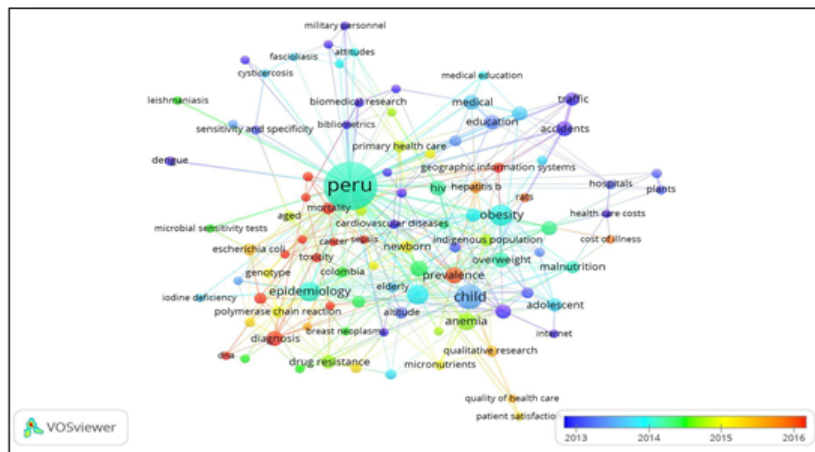 military personnel
fascioliasis
attitudes
cysticercosis
medical education
leishmaniasis
biomedical research
medical
traffic
sensitivity and specificity
bibliometrics
education
accidents
primary health care
dengue
geographic information systems
peru
hiv
hepatitis b
hospitals
plants
rats
aged
mortality
obesity
health care costs
microbial sensitivity tests
cardiovascular diseases
cancer
sepsis
indigenous population
cost of illness
escherichia coli
newborn
toxicity
overweight
genotype
colombia
prevalence
malnutrition
iodine deficiency
epidemiology
elderly
child
adolescent
polymerase chain reaction
altitude
anemia
breast neoplasms
internet
diagnosis
qualitative research
dna
drug resistance
micronutrients
quality of health care
patient satisfaction
VOSviewer
2013 2014 2015 2016